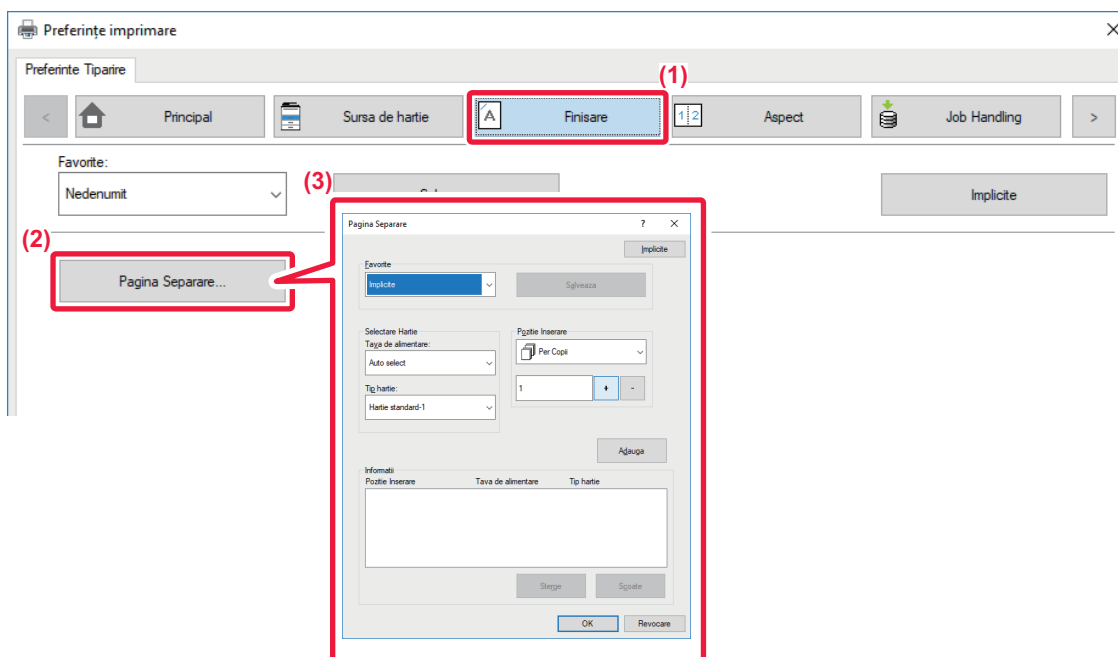 Preferințe imprimare
Preferinte Tiparire
(1)
<
Principal
Sursa de hartie
A
Finisare
1 2
Aspect
Job Handling
>
Favorite:
Nedenumit
Implicite
(3)
(2)
Pagina Separare...
Pagina Separare
?
Implicite
Favorite
Implicite
Salveaza
Selectare Hartie
Tava de alimentare:
Auto select
Tip hartie:
Hartie standard-1
Pozitie Inserare
Per Copii
1
+
-
Adauga
Informatii
Pozitie Inserare Tava de alimentare Tip hartie
Sterge
Scoate
OK
Revocare